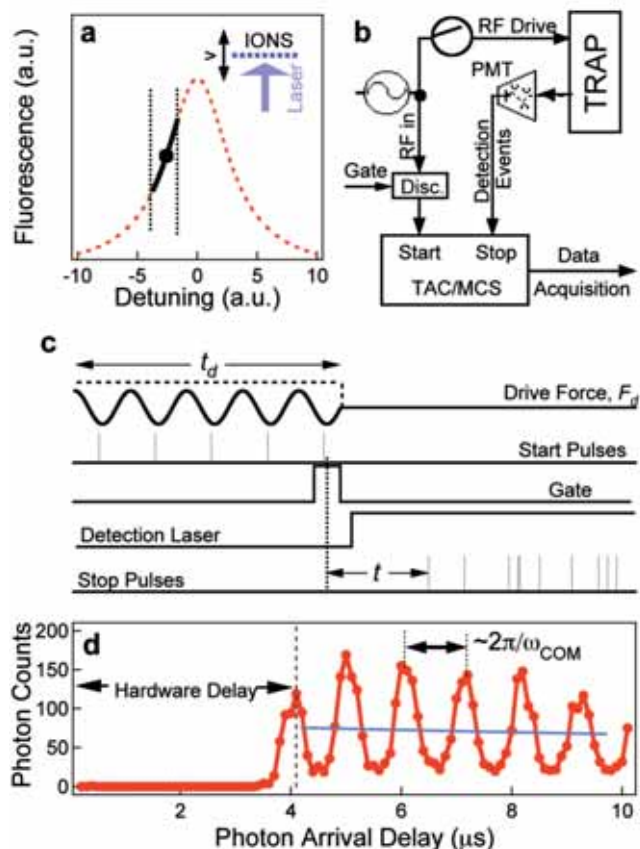 a
v
IONS
Laser
Fluorescence (a.u.)
-10 -5 0 5 10
Detuning (a.u.)
b
RF Drive
TRAP
PMT
RF in
Detection
Events
Gate
Disc.
Start Stop
TAC/MCS
Data
Acquisition
c
t_d
Drive Force, F_d
Start Pulses
Gate
Detection Laser
t
Stop Pulses
d
~2π/ω_COM
Hardware Delay
Photon Counts
200
150
100
50
0
2 4 6 8 10
Photon Arrival Delay (μs)